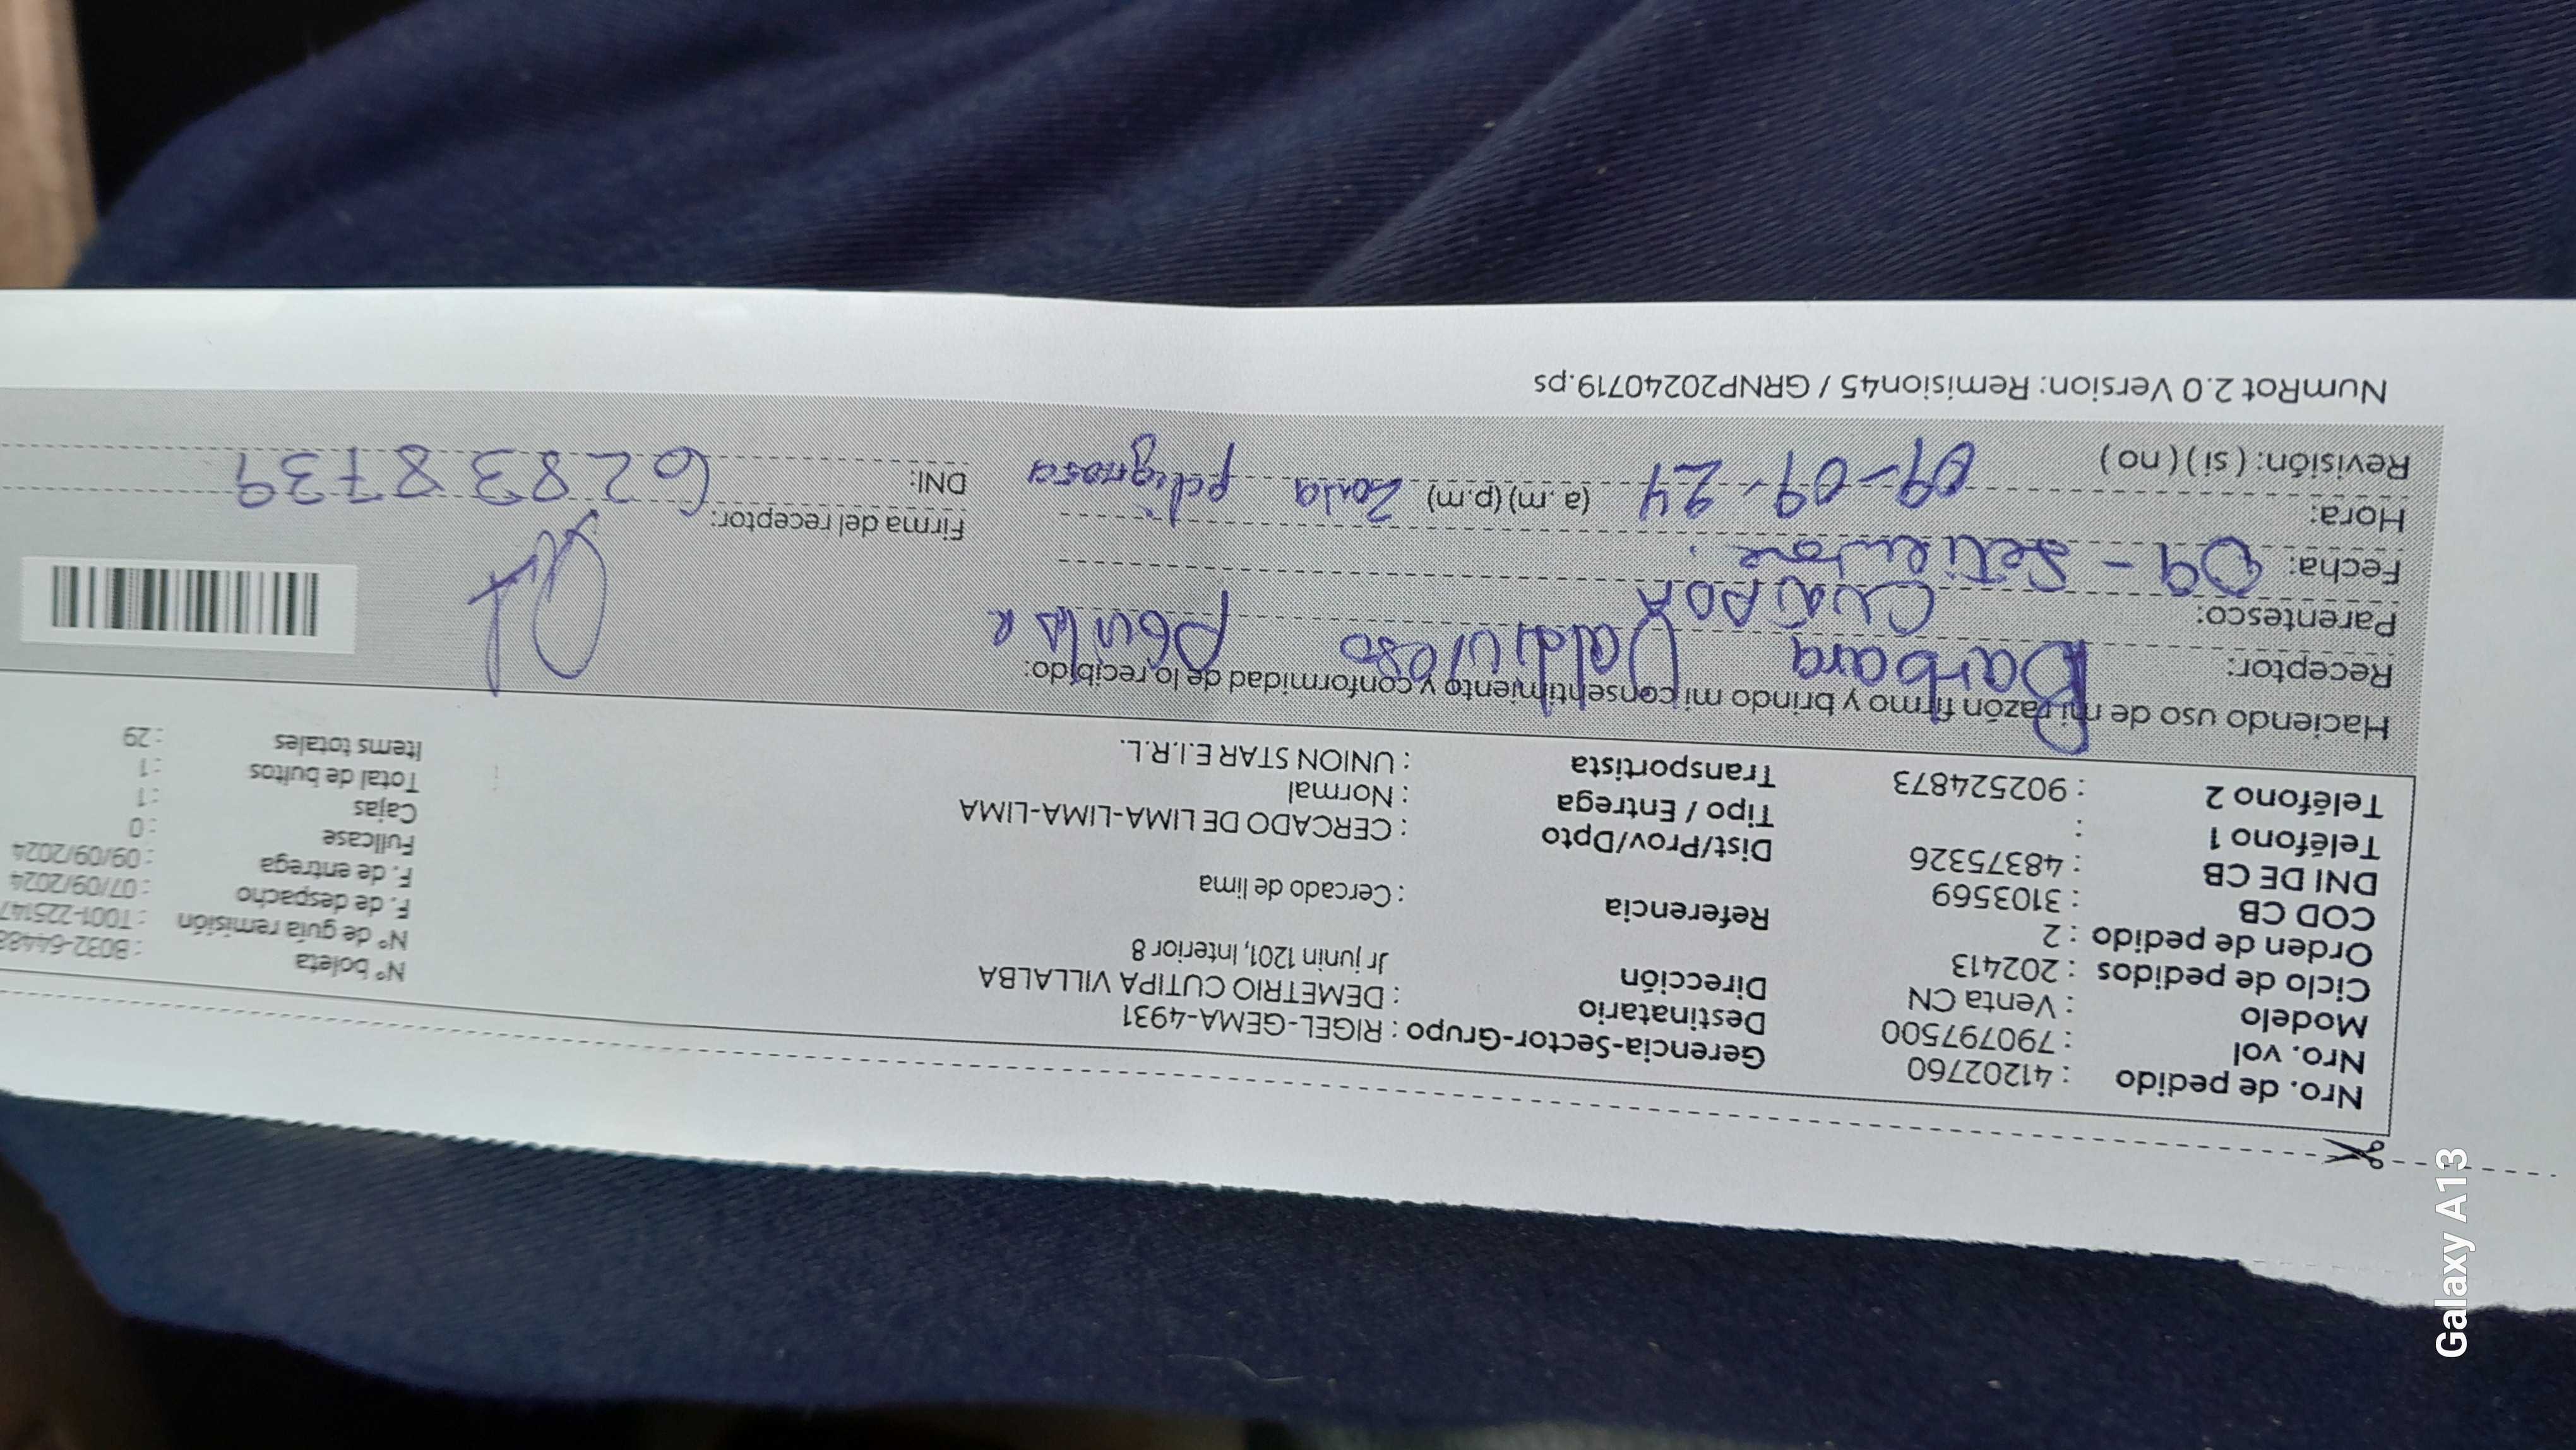 Nro. de pedido : 41202760
Nro. vol : 790797500
Modelo : Venta CN
Ciclo de pedidos : 202413
Orden de pedido : 2
COD CB : 3103569
DNI DE CB : 48375326
Teléfono 1 :
Teléfono 2 : 902524873
Gerencia-Sector-Grupo : RIGEL-GEMA-4931
Destinatario : DEMETRIO CUTIPA VILLALBA
Dirección Jr junin 1201, Interior 8
Referencia : Cercado de lima
Dist/Prov/Dpto : CERCADO DE LIMA-LIMA-LIMA
Tipo / Entrega : Normal
Transportista : UNION STAR E.I.R.L.
N° boleta : B032-6448
N° de guía remisión : T001-225147
F. de despacho : 07/09/2024
F. de entrega : 09/09/2024
Fullcase : 0
Cajas : 1
Total de bultos : 1
Items totales : 29
Haciendo uso de mi razón firmo y brindo mi consentimiento y conformidad de lo recibido:
Receptor: Barbara Valdivieso
Parentesco:
Fecha: 09 - Setiembre.
Hora: 09-09-24 (a.m) (p.m) Zona peligrosa
Revisión: ( si ) ( no )
Firma del receptor:
DNI: 62838739
NumRot 2.0 Version: Remision45 / GRNP20240719.ps
Galaxy A13